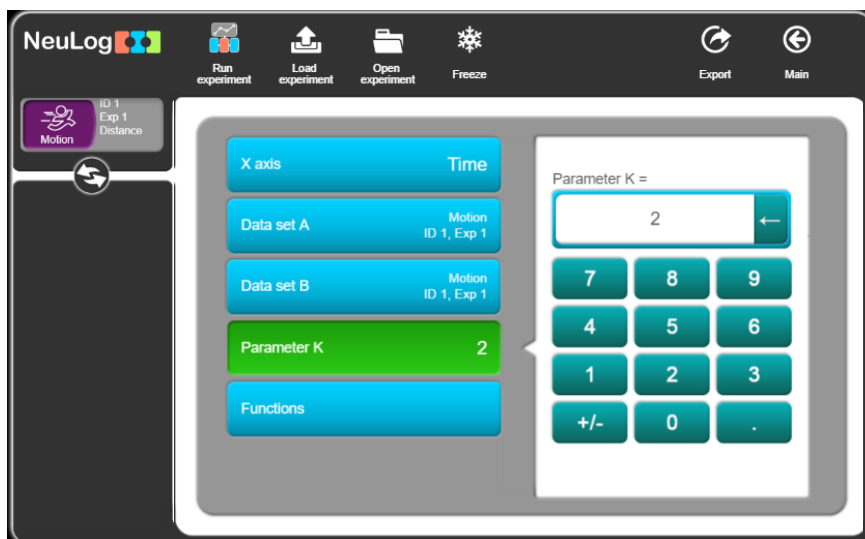 NeuLog
Run
experiment
Load
experiment
Open
experiment
Freeze
Export
Main
Motion
ID 1
Exp 1
Distance
X axis Time
Data set A Motion
ID 1, Exp 1
Data set B Motion
ID 1, Exp 1
Parameter K 2
Functions
Parameter K =
2 ←
7 8 9
4 5 6
1 2 3
+/- 0 .